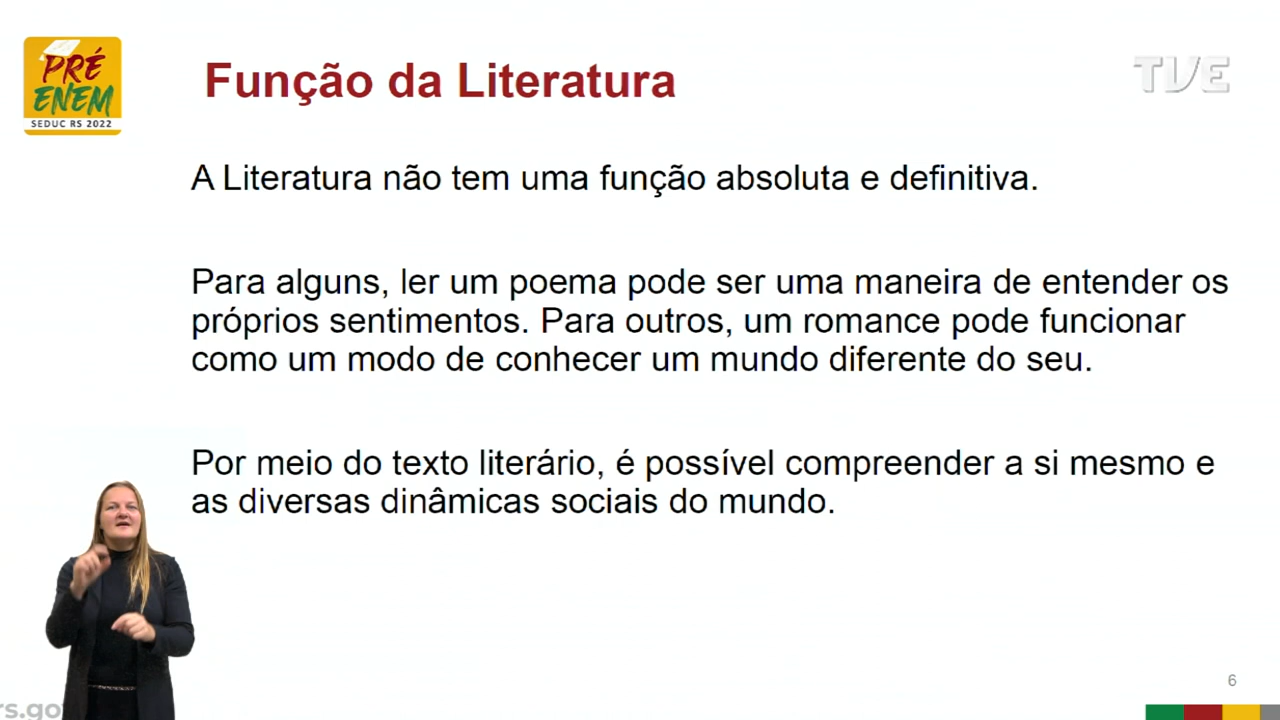 PRÉ
ENEM
SEDUC RS 2022
Função da Literatura
TVE
A Literatura não tem uma função absoluta e definitiva.
Para alguns, ler um poema pode ser uma maneira de entender os
próprios sentimentos. Para outros, um romance pode funcionar
como um modo de conhecer um mundo diferente do seu.
Por meio do texto literário, é possível compreender a si mesmo e
as diversas dinâmicas sociais do mundo.
6